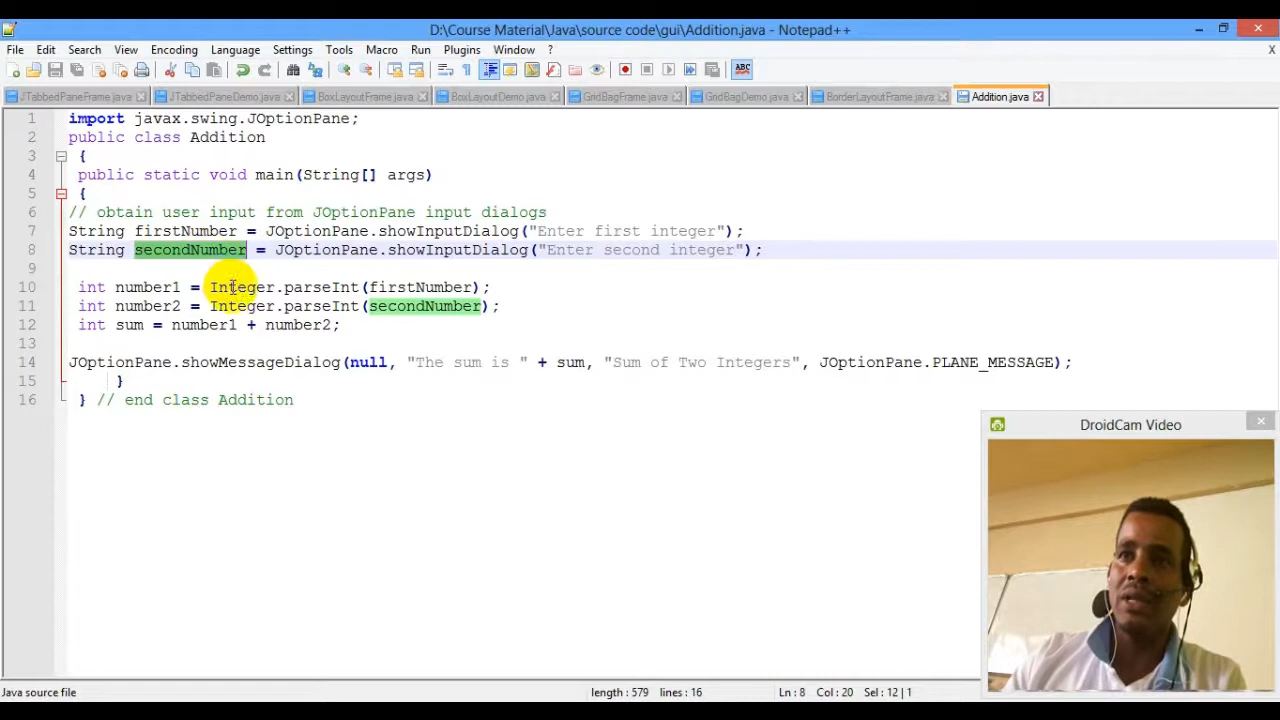 D:\Course Material\Java\source code\gui\Addition.java - Notepad++
File Edit Search View Encoding Language Settings Tools Macro Run Plugins Window ? X
ABC
JTabbedPaneFrame.java JTabbedPaneDemo.java BoxLayoutFrame.java BoxLayoutDemo.java GridBagFrame.java GridBagDemo.java BorderLayoutFrame.java Addition.java
1 import javax.swing.JOptionPane;
2 public class Addition
3 {
4 public static void main(String[] args)
5 {
6 // obtain user input from JOptionPane input dialogs
7 String firstNumber = JOptionPane.showInputDialog("Enter first integer");
8 String secondNumber = JOptionPane.showInputDialog("Enter second integer");
9
10 int number1 = Integer.parseInt(firstNumber);
11 int number2 = Integer.parseInt(secondNumber);
12 int sum = number1 + number2;
13
14 JOptionPane.showMessageDialog(null, "The sum is " + sum, "Sum of Two Integers", JOptionPane.PLANE_MESSAGE);
15 }
16 } // end class Addition
DroidCam Video
Java source file length : 579 lines : 16 Ln : 8 Col : 20 Sel : 12 | 1